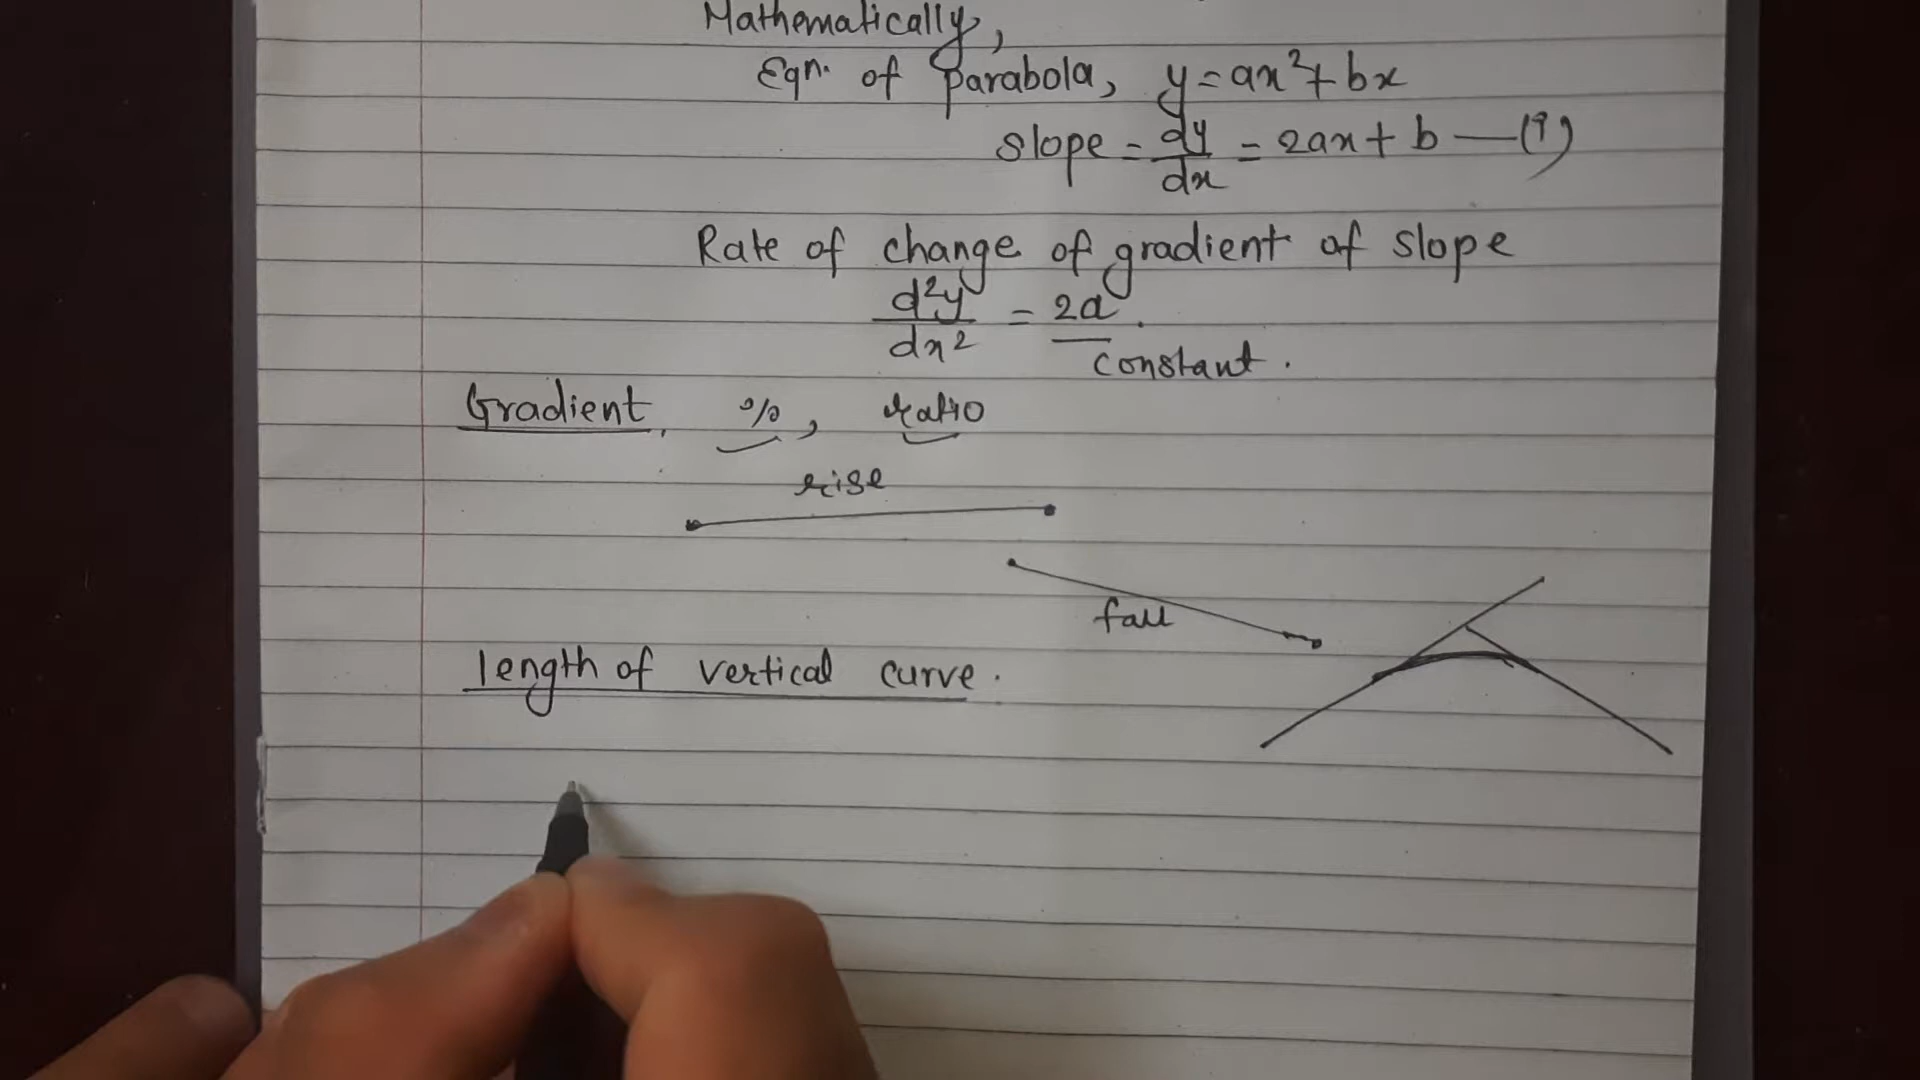 Mathematically,
Eqn. of parabola, y = ax² + bx
slope = dy/dx = 2ax + b —(i)
Rate of change of gradient of slope
d²y/dx² = 2a.
constant.
Gradient, %, ratio
rise
fall
length of vertical curve.